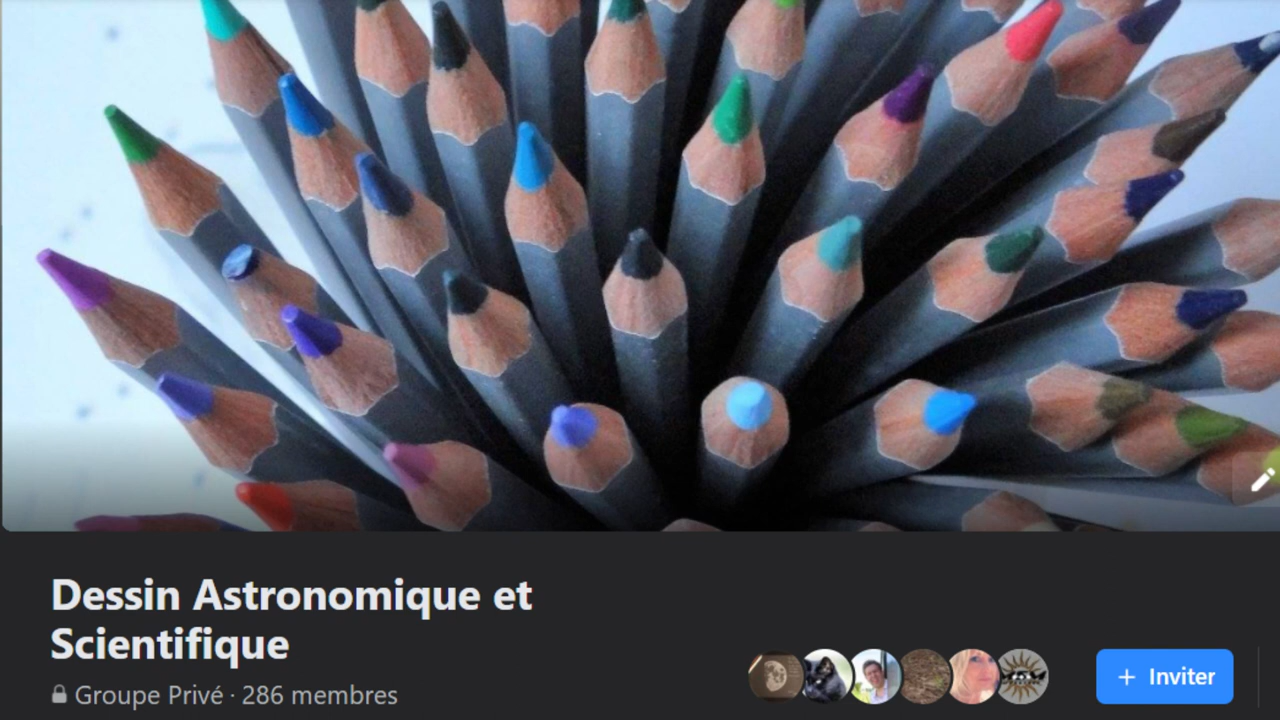 Dessin Astronomique et
Scientifique
Groupe Privé · 286 membres
+ Inviter